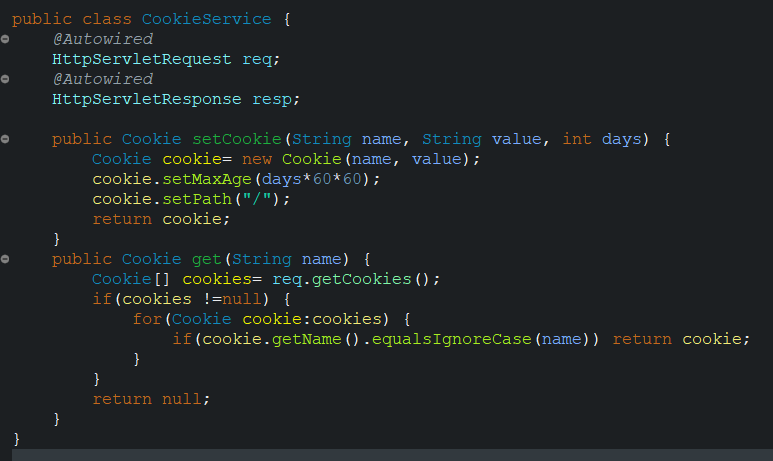 public class CookieService {
@Autowired
HttpServletRequest req;
@Autowired
HttpServletResponse resp;
public Cookie setCookie(String name, String value, int days) {
Cookie cookie= new Cookie(name, value);
cookie.setMaxAge(days*60*60);
cookie.setPath("/");
return cookie;
}
public Cookie get(String name) {
Cookie[] cookies= req.getCookies();
if(cookies !=null) {
for(Cookie cookie:cookies) {
if(cookie.getName().equalsIgnoreCase(name)) return cookie;
}
}
return null;
}
}